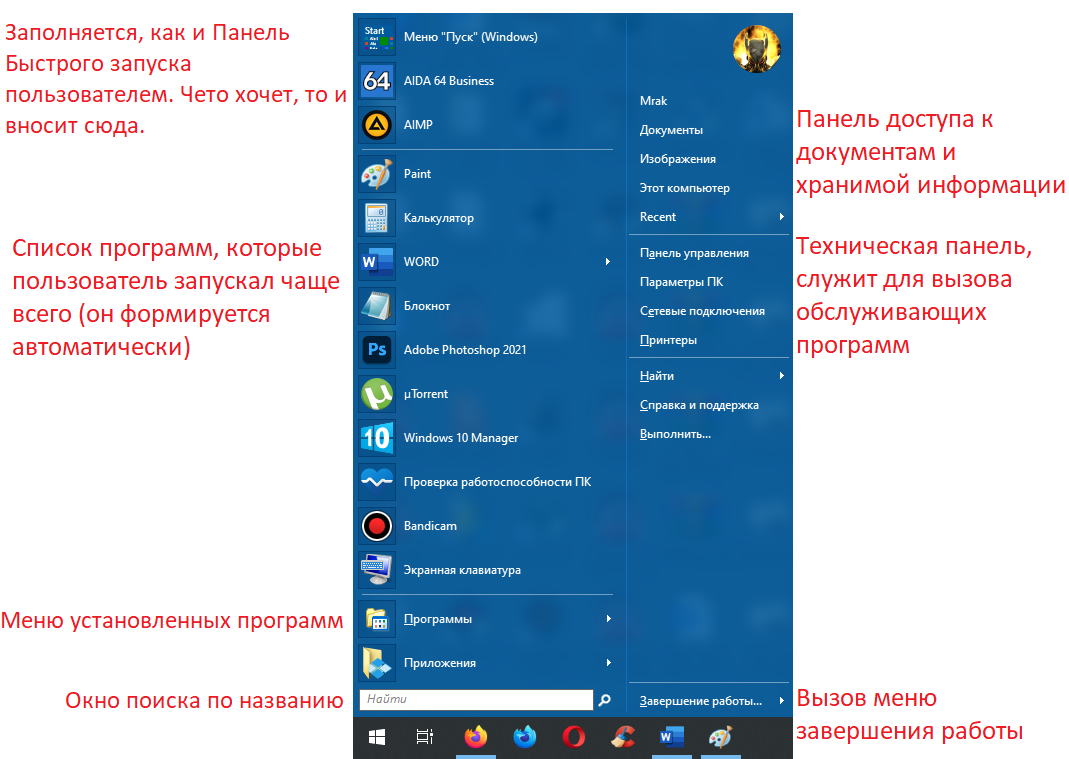 Заполняется, как и Панель
Быстрого запуска
пользователем. Чето хочет, то и
вносит сюда.
Список программ, которые
пользователь запускал чаще
всего (он формируется
автоматически)
Меню установленных программ
Окно поиска по названию
Start
Меню "Пуск" (Windows)
64
AIDA 64 Business
AIMP
Paint
Калькулятор
W
WORD
Блокнот
Ps
Adobe Photoshop 2021
µTorrent
10
Windows 10 Manager
Проверка работоспособности ПК
Bandicam
Экранная клавиатура
Программы
Приложения
Найти
Mrak
Документы
Изображения
Этот компьютер
Recent
Панель управления
Параметры ПК
Сетевые подключения
Принтеры
Найти
Справка и поддержка
Выполнить...
Завершение работы...
W
Панель доступа к
документам и
хранимой информации
Техническая панель,
служит для вызова
обслуживающих
программ
Вызов меню
завершения работы